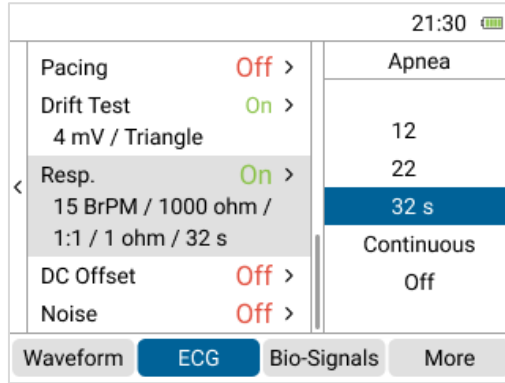 21:30
Pacing Off >
Drift Test On >
4 mV / Triangle
Resp. On >
15 BrPM / 1000 ohm /
1:1 / 1 ohm / 32 s
DC Offset Off >
Noise Off >
<
Apnea
12
22
32 s
Continuous
Off
Waveform ECG Bio-Signals More